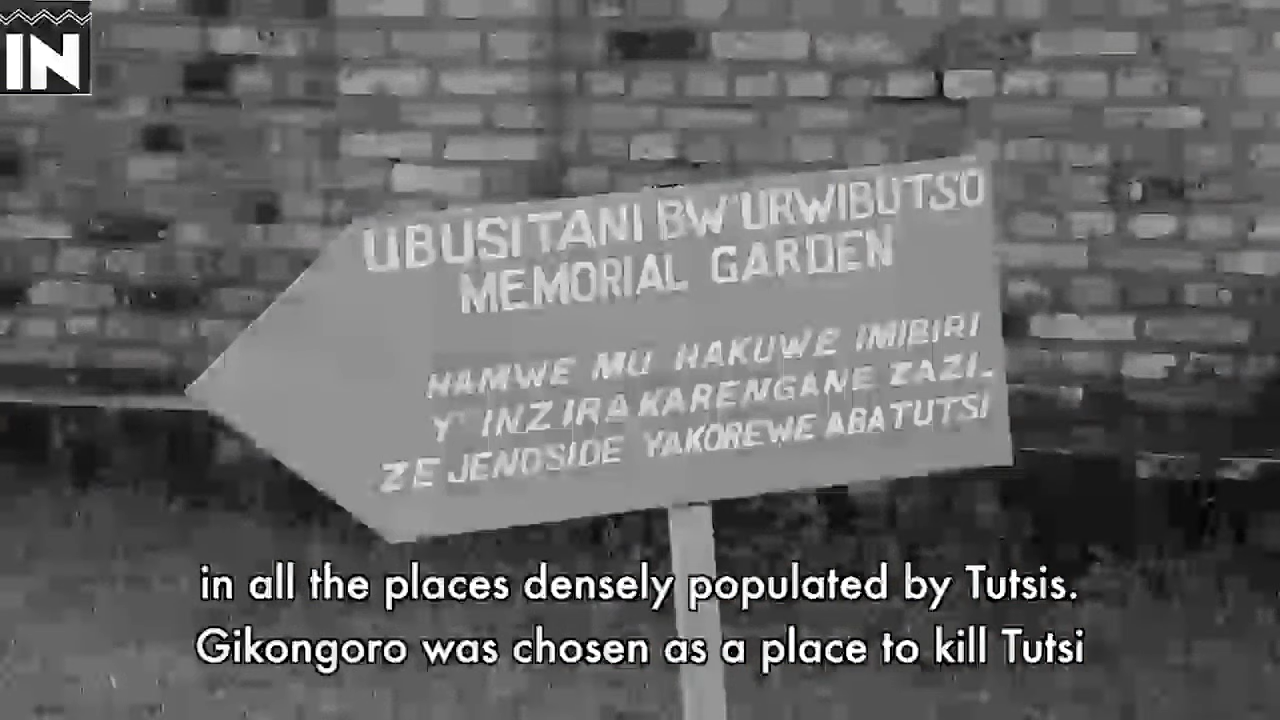 IN
UBUSITANI BW'URWIBUTSO
MEMORIAL GARDEN
HAMWE MU HAKUWE IMIBIRI
Y' INZIRAKARENGANE ZAZI-
ZE JENOSIDE YAKOREWE ABATUTSI
in all the places densely populated by Tutsis.
Gikongoro was chosen as a place to kill Tutsi